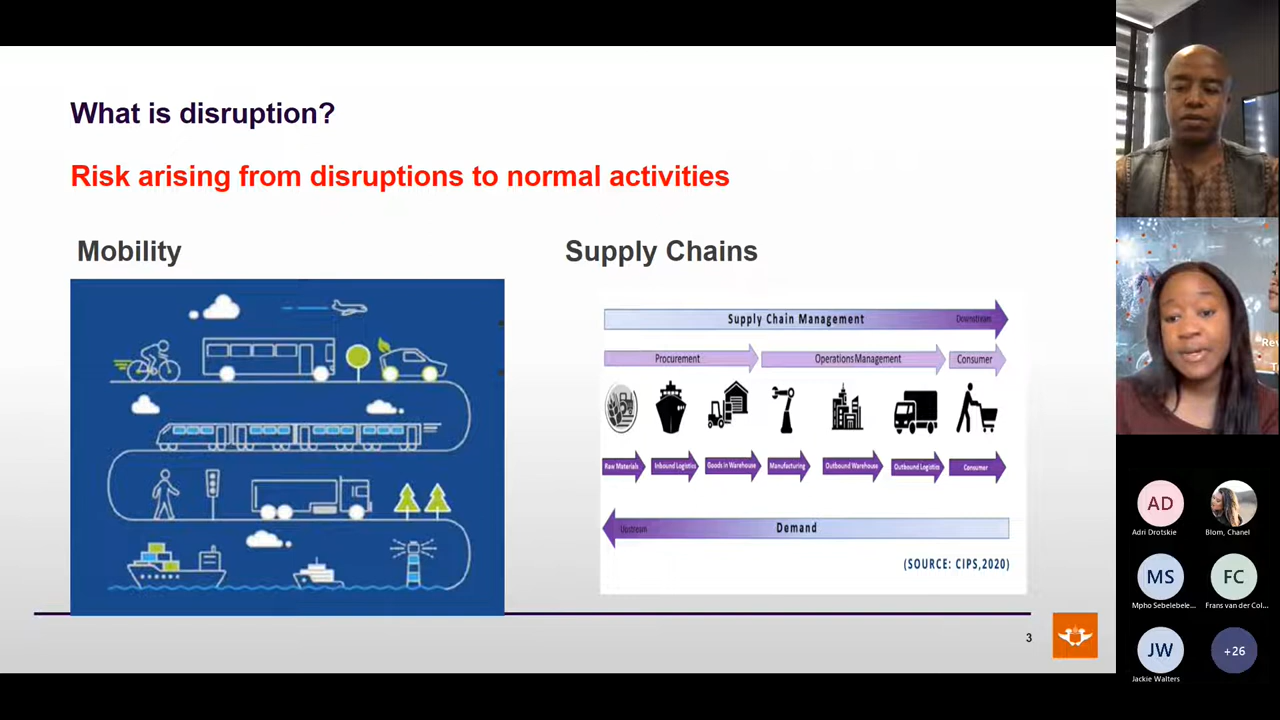 What is disruption?
Risk arising from disruptions to normal activities
Mobility
Supply Chains
Supply Chain Management
Downstream
Procurement
Operations Management
Consumer
Raw Materials
Inbound Logistics
Goods in Warehouse
Manufacturing
Outbound Warehouse
Outbound Logistics
Consumer
Upstream
Demand
(SOURCE: CIPS,2020)
3
AD
Adri Drotskie
Blom, Chanel
MS
Mpho Sebelebele...
FC
Frans van der Col...
JW
Jackie Walters
+26